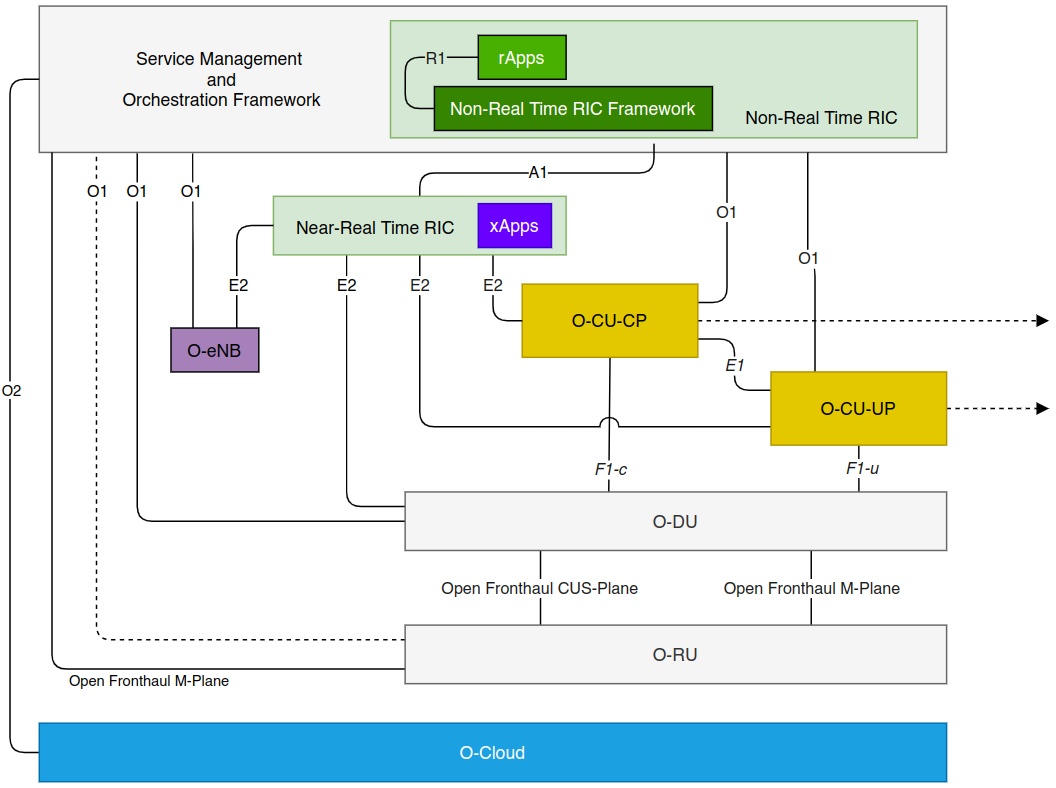 Service Management
and
Orchestration Framework
R1
rApps
Non-Real Time RIC Framework
Non-Real Time RIC
A1
O1
O1
O1
O1
O1
Near-Real Time RIC
xApps
E2
E2
E2
E2
O-CU-CP
O-eNB
E1
O2
O-CU-UP
F1-c
F1-u
O-DU
Open Fronthaul CUS-Plane
Open Fronthaul M-Plane
O-RU
Open Fronthaul M-Plane
O-Cloud